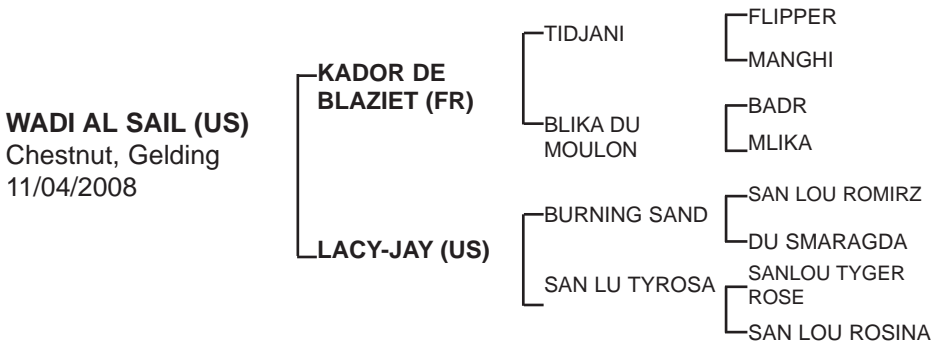 FLIPPER
TIDJANI
MANGHI
KADOR DE
BLAZIET (FR)
BADR
BLIKA DU
MOULON
MLIKA
WADI AL SAIL (US)
Chestnut, Gelding
11/04/2008
SAN LOU ROMIRZ
BURNING SAND
DU SMARAGDA
LACY-JAY (US)
SANLOU TYGER
ROSE
SAN LU TYROSA
SAN LOU ROSINA